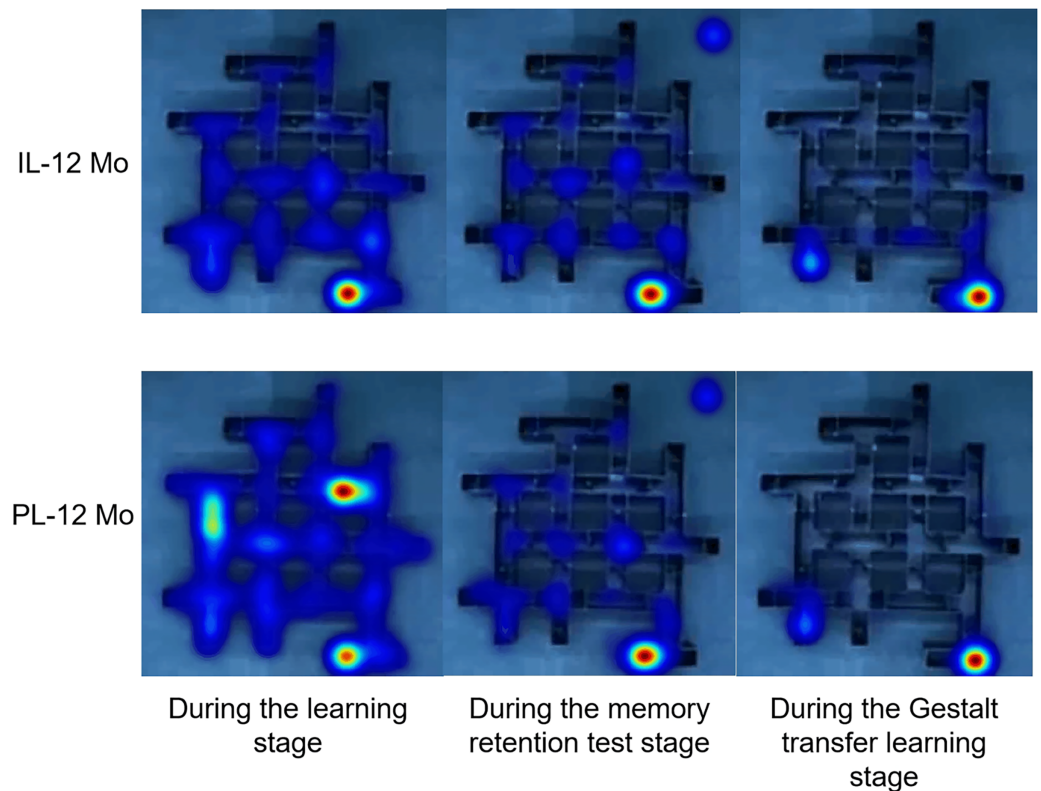 IL-12 Mo
PL-12 Mo
During the learning
stage
During the memory
retention test stage
During the Gestalt
transfer learning
stage